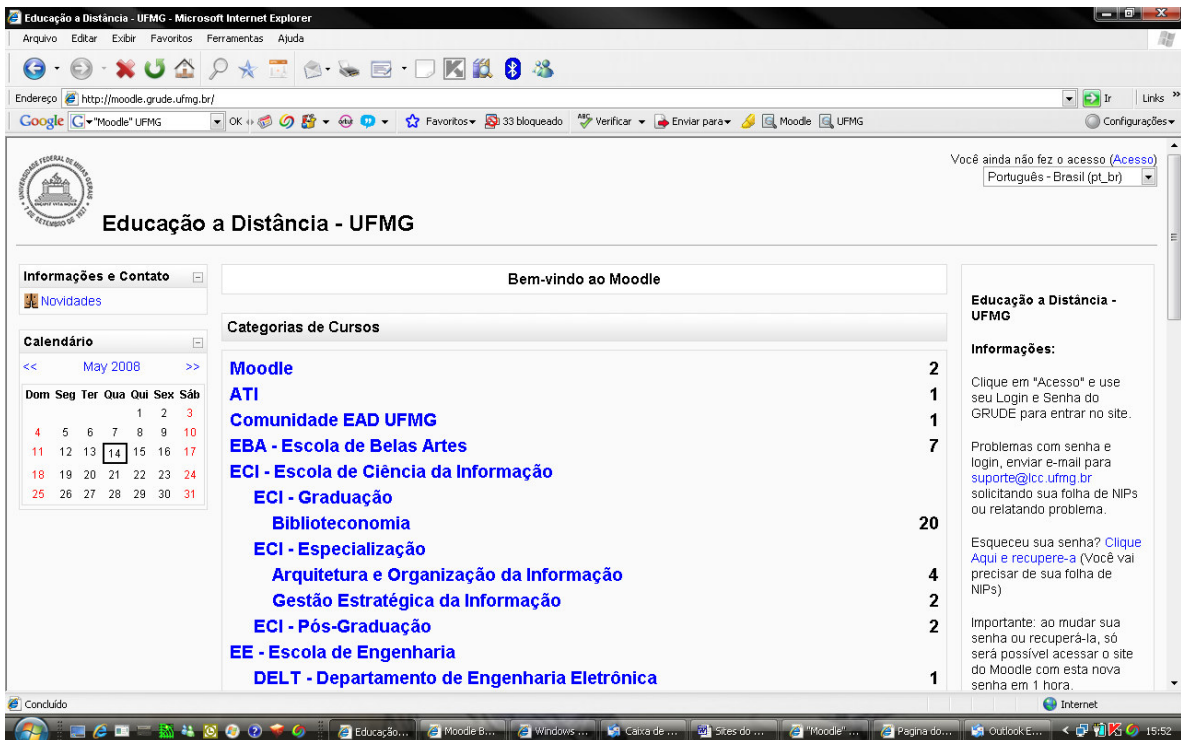 Educação a Distância - UFMG - Microsoft Internet Explorer
Arquivo Editar Exibir Favoritos Ferramentas Ajuda
Endereço http://moodle.grude.ufmg.br/ Ir Links »
Google "Moodle" UFMG OK Favoritos 33 bloqueado Verificar Enviar para Moodle UFMG Configurações
Você ainda não fez o acesso (Acesso)
Português - Brasil (pt_br)
UNIVERSIDADE FEDERAL DE MINAS GERAIS
7 DE SETEMBRO DE 1927
Educação a Distância - UFMG
Informações e Contato
Novidades
Calendário
<< May 2008 >>
Dom Seg Ter Qua Qui Sex Sáb
1 2 3
4 5 6 7 8 9 10
11 12 13 14 15 16 17
18 19 20 21 22 23 24
25 26 27 28 29 30 31
Bem-vindo ao Moodle
Categorias de Cursos
Moodle 2
ATI 1
Comunidade EAD UFMG 1
EBA - Escola de Belas Artes 7
ECI - Escola de Ciência da Informação
ECI - Graduação
Biblioteconomia 20
ECI - Especialização
Arquitetura e Organização da Informação 4
Gestão Estratégica da Informação 2
ECI - Pós-Graduação 2
EE - Escola de Engenharia
DELT - Departamento de Engenharia Eletrônica 1
Educação a Distância -
UFMG
Informações:
Clique em "Acesso" e use
seu Login e Senha do
GRUDE para entrar no site.
Problemas com senha e
login, enviar e-mail para
suporte@lcc.ufmg.br
solicitando sua folha de NIPs
ou relatando problema.
Esqueceu sua senha? Clique
Aqui e recupere-a (Você vai
precisar de sua folha de
NIPs)
Importante: ao mudar sua
senha ou recuperá-la, só
será possível acessar o site
do Moodle com esta nova
senha em 1 hora.
Concluído Internet
Educação... Moodle B... Windows ... Caixa de ... Sites do ... "Moodle" ... Pagina do... Outlook E... < 15:52